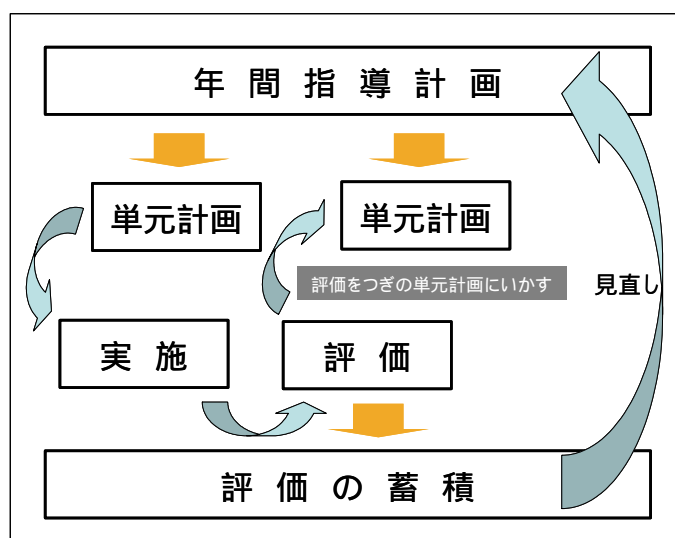 年間指導計画
単元計画
単元計画
評価をつぎの単元計画にいかす
見直し
実施
評価
評価の蓄積